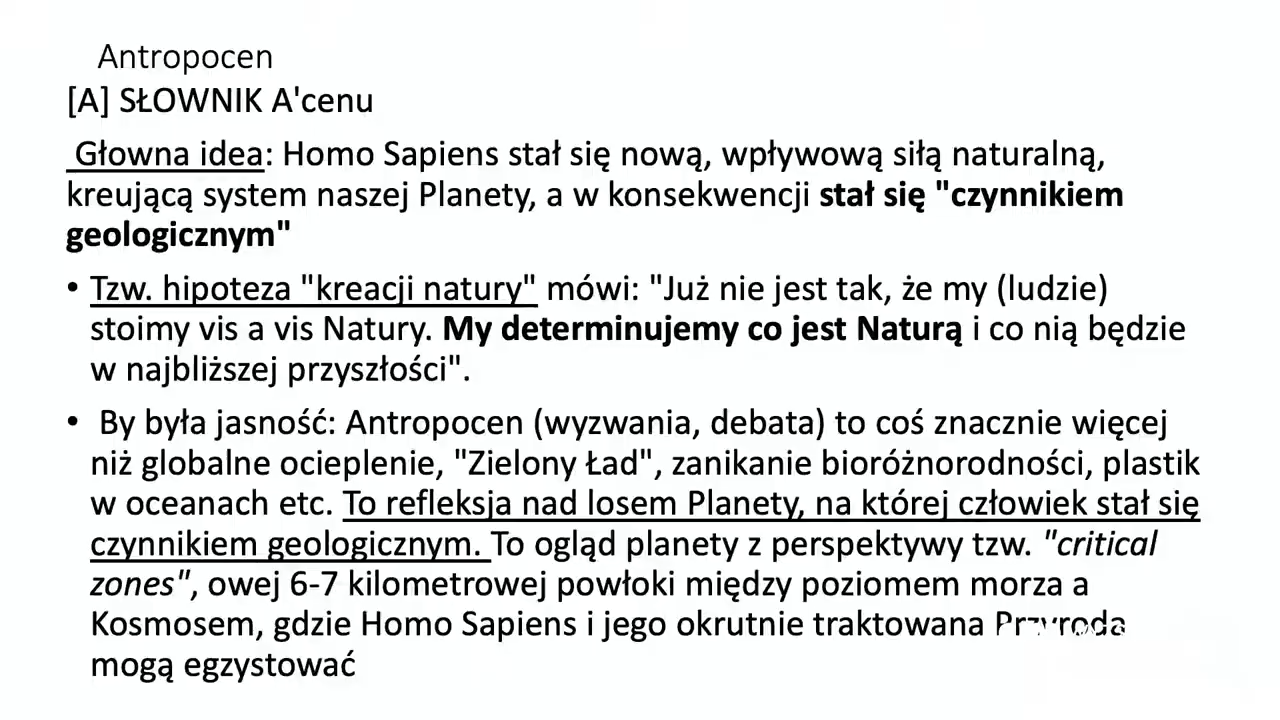 Antropocen
[A] SŁOWNIK A'cenu
Głowna idea: Homo Sapiens stał się nową, wpływową siłą naturalną,
kreującą system naszej Planety, a w konsekwencji stał się "czynnikiem
geologicznym"
• Tzw. hipoteza "kreacji natury" mówi: "Już nie jest tak, że my (ludzie)
stoimy vis a vis Natury. My determinujemy co jest Naturą i co nią będzie
w najbliższej przyszłości".
• By była jasność: Antropocen (wyzwania, debata) to coś znacznie więcej
niż globalne ocieplenie, "Zielony Ład", zanikanie bioróżnorodności, plastik
w oceanach etc. To refleksja nad losem Planety, na której człowiek stał się
czynnikiem geologicznym. To ogląd planety z perspektywy tzw. "critical
zones", owej 6-7 kilometrowej powłoki między poziomem morza a
Kosmosem, gdzie Homo Sapiens i jego okrutnie traktowana Przyroda
mogą egzystować